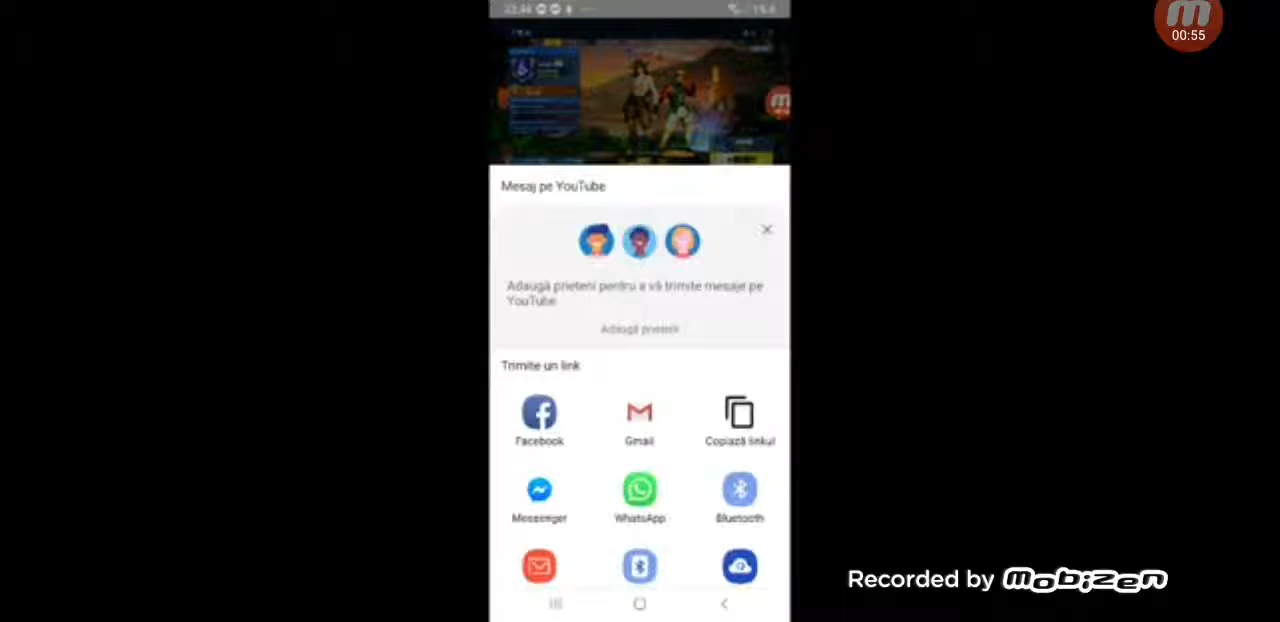 00:55
Mesaj pe YouTube
Adaugă prieteni pentru a vă trimite mesaje pe
YouTube
Adaugă prieteni
Trimite un link
Facebook
Gmail
Copiază linkul
Messenger
WhatsApp
Bluetooth
Recorded by mobizen